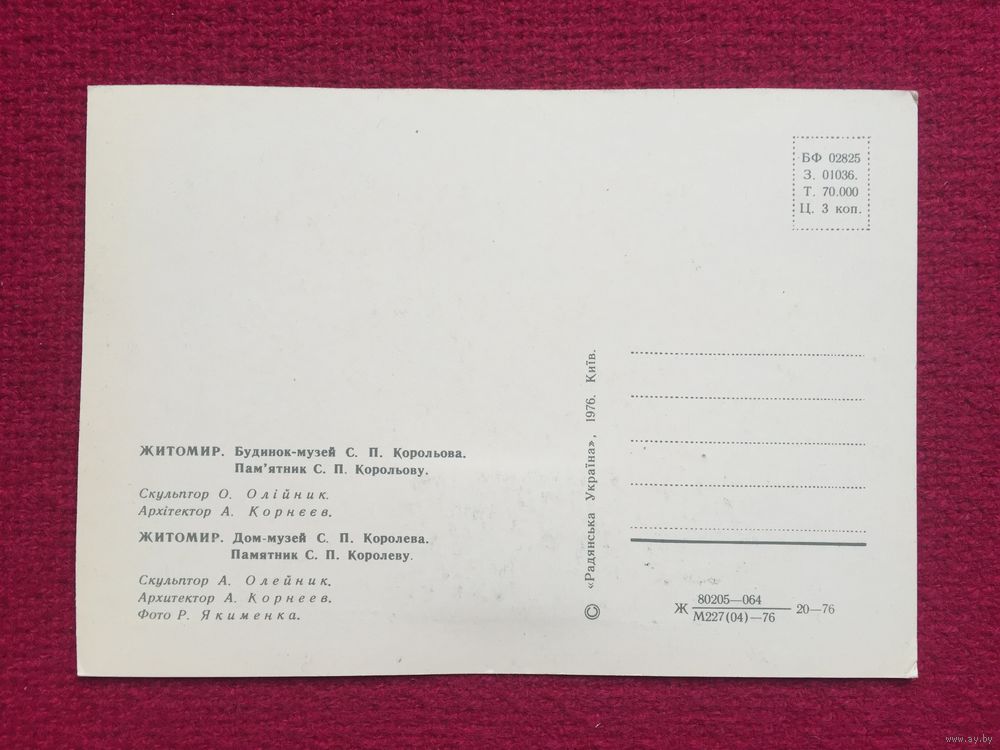 БФ 02825
З. 01036.
Т. 70.000
Ц. 3 коп.
ЖИТОМИР. Будинок-музей С. П. Корольова.
Пам'ятник С. П. Корольову.
Скульптор О. Олійник.
Архітектор А. Корнєєв.
ЖИТОМИР. Дом-музей С. П. Королева.
Памятник С. П. Королеву.
Скульптор А. Олейник.
Архитектор А. Корнеев.
Фото Р. Якименка.
© «Радянська Україна», 1976. Київ.
Ж 80205—064
М227(04)—76 20—76
www.ay.by